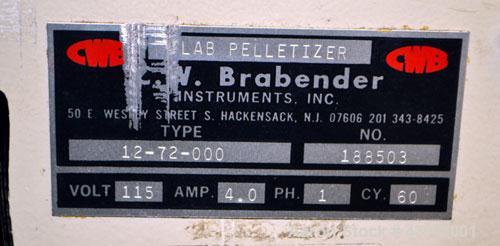 CWB LAB PELLETIZER CWB
C.W. Brabender
INSTRUMENTS, INC.
50 E. WESLEY STREET S. HACKENSACK, N.J. 07606 201 343-8425
TYPE NO.
12-72-000 188503
VOLT 115 AMP. 4.0 PH. 1 CY. 60